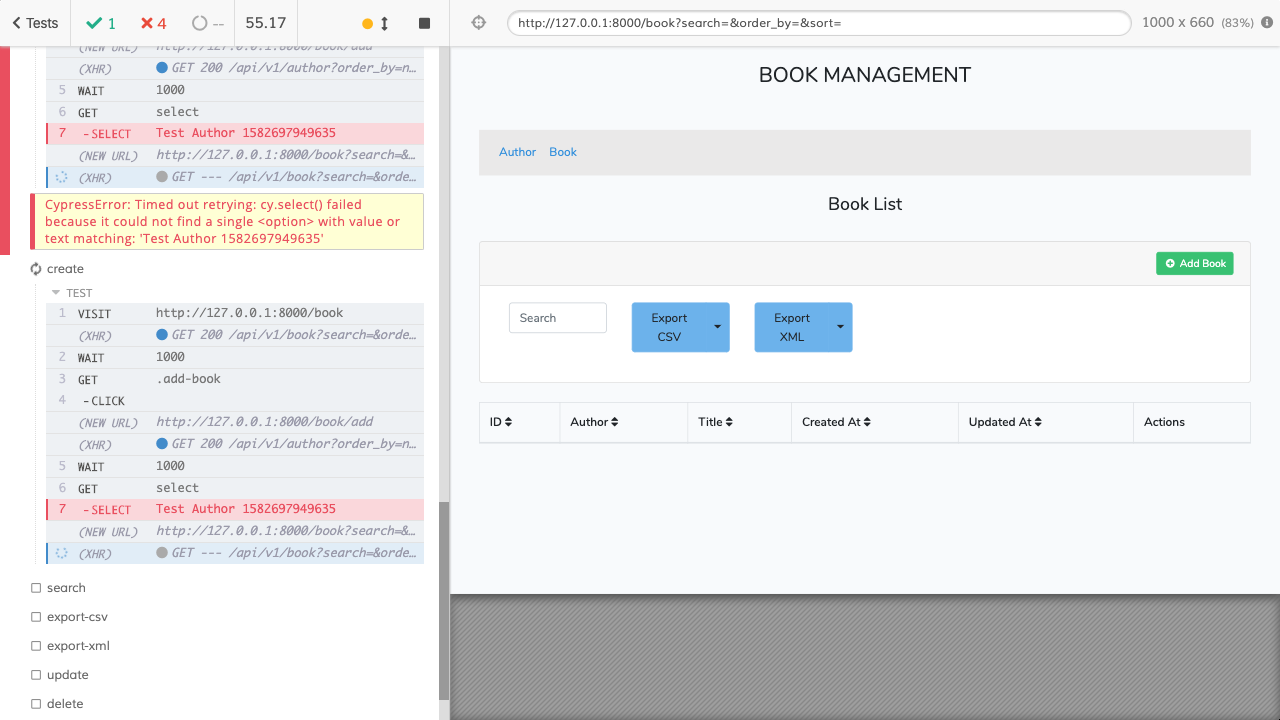 Tests
1
4
--
55.17
http://127.0.0.1:8000/book?search=&order_by=&sort=
1000 x 660 (83%)
(NEW URL) http://127.0.0.1:8000/book/add
(XHR) GET 200 /api/v1/author?order_by=n…
5 WAIT 1000
6 GET select
7 -SELECT Test Author 1582697949635
(NEW URL) http://127.0.0.1:8000/book?search=&…
(XHR) GET --- /api/v1/book?search=&orde…
CypressError: Timed out retrying: cy.select() failed
because it could not find a single <option> with value or
text matching: 'Test Author 1582697949635'
create
TEST
1 VISIT http://127.0.0.1:8000/book
(XHR) GET 200 /api/v1/book?search=&orde…
2 WAIT 1000
3 GET .add-book
4 -CLICK
(NEW URL) http://127.0.0.1:8000/book/add
(XHR) GET 200 /api/v1/author?order_by=n…
5 WAIT 1000
6 GET select
7 -SELECT Test Author 1582697949635
(NEW URL) http://127.0.0.1:8000/book?search=&…
(XHR) GET --- /api/v1/book?search=&orde…
search
export-csv
export-xml
update
delete
BOOK MANAGEMENT
Author Book
Book List
Add Book
Search
Export
CSV
Export
XML
ID Author Title Created At Updated At Actions